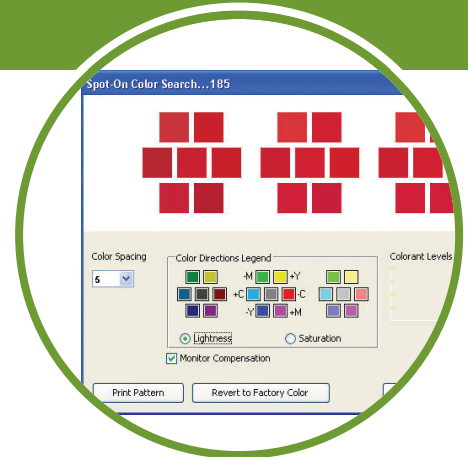 Spot-On Color Search...185
Color Spacing
5
Color Directions Legend
Colorant Levels
-M +Y
+C -C
-Y +M
Lightness
Saturation
Monitor Compensation
Print Pattern
Revert to Factory Color